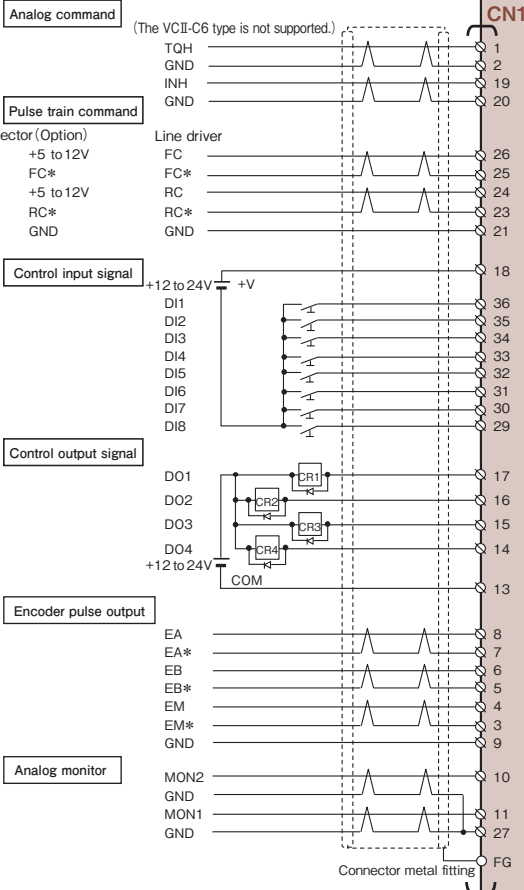 Analog command
CN1
(The VCⅡ-C6 type is not supported.)
TQH 1
GND 2
INH 19
GND 20
Pulse train command
ector(Option) Line driver
+5 to12V FC 26
FC* FC* 25
+5 to12V RC 24
RC* RC* 23
GND GND 21
Control input signal
18
+12 to 24V +V
DI1 36
DI2 35
DI3 34
DI4 33
DI5 32
DI6 31
DI7 30
DI8 29
Control output signal
DO1 CR1 17
DO2 CR2 16
DO3 CR3 15
DO4 CR4 14
+12 to 24V
COM 13
Encoder pulse output
EA 8
EA* 7
EB 6
EB* 5
EM 4
EM* 3
GND 9
Analog monitor
MON2 10
GND
MON1 11
GND 27
Connector metal fitting FG